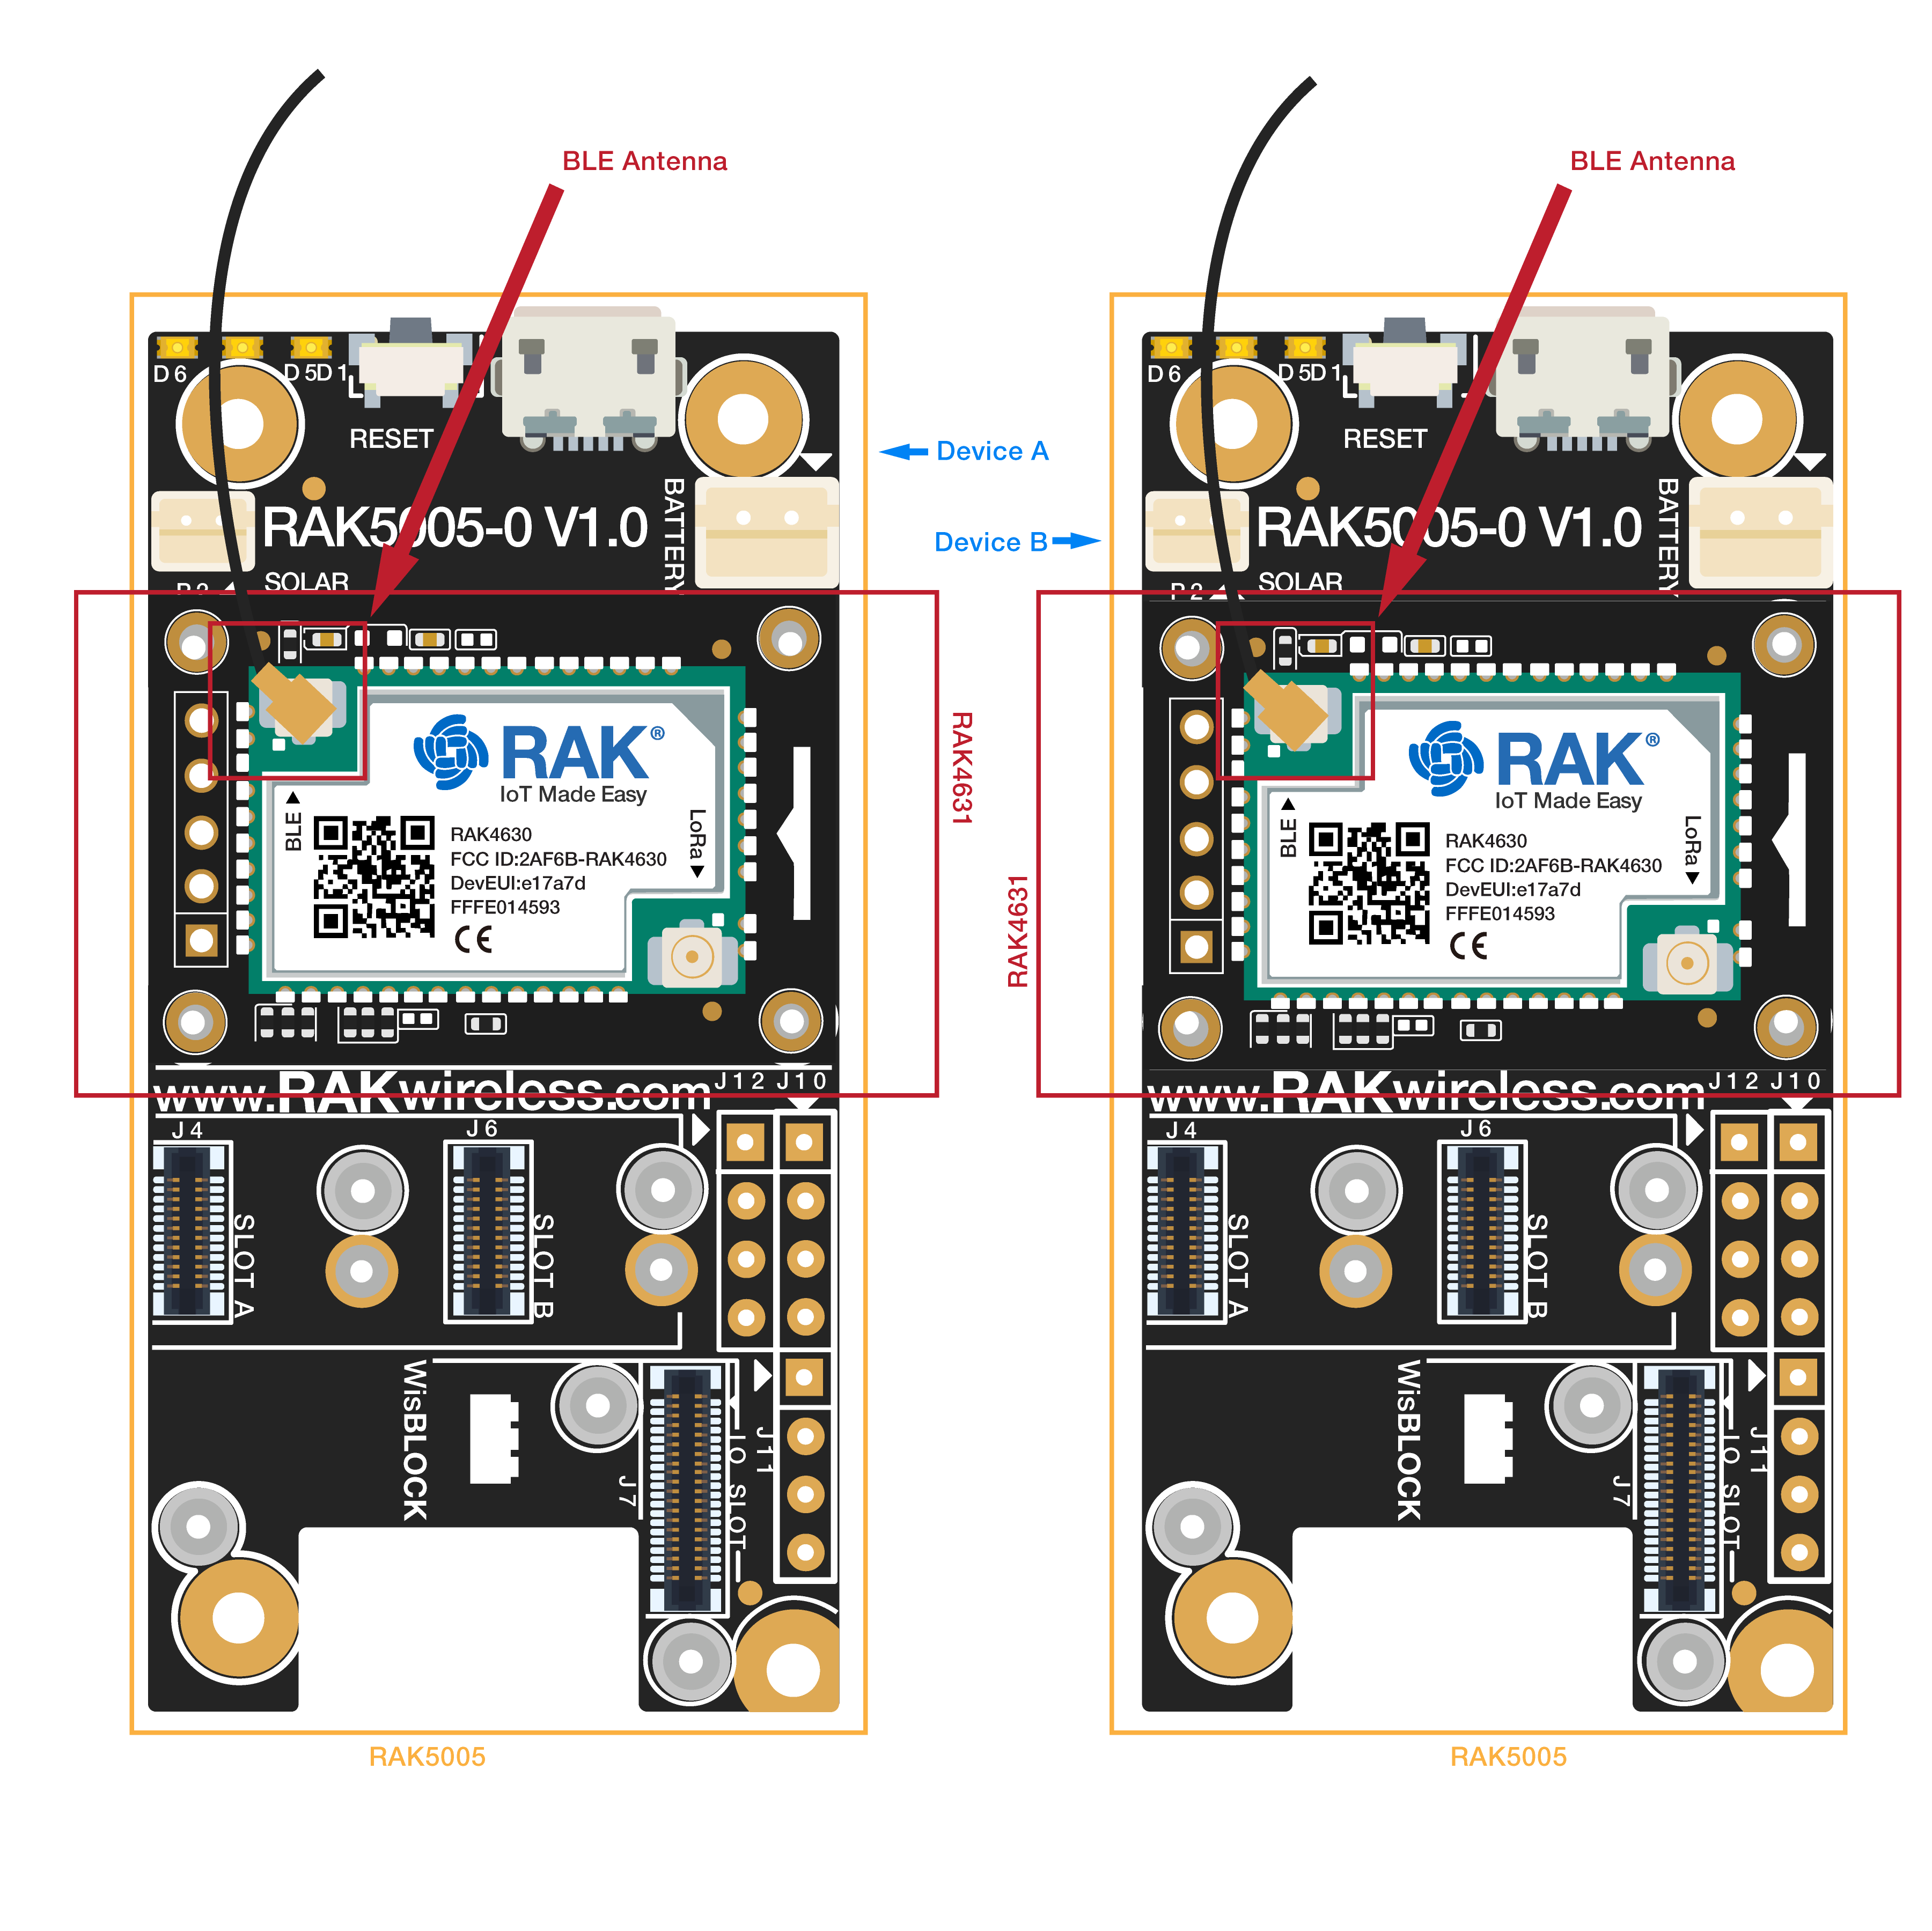 BLE Antenna
D6
D5D1
RESET
Device A
BATTERY
RAK5005-0 V1.0
SOLAR
RAK4631
RAK®
IoT Made Easy
BLE
LoRa
RAK4630
FCC ID:2AF6B-RAK4630
DevEUI:e17a7d
FFFE014593
CE
www.RAKwireless.com
J12 J10
J4
J6
SLOT A
SLOT B
WisBLOCK
J11
IO SLOT
J7
RAK5005
BLE Antenna
D6
D5D1
RESET
Device B
BATTERY
RAK5005-0 V1.0
SOLAR
RAK4631
RAK®
IoT Made Easy
BLE
LoRa
RAK4630
FCC ID:2AF6B-RAK4630
DevEUI:e17a7d
FFFE014593
CE
www.RAKwireless.com
J12 J10
J4
J6
SLOT A
SLOT B
WisBLOCK
J11
IO SLOT
J7
RAK5005